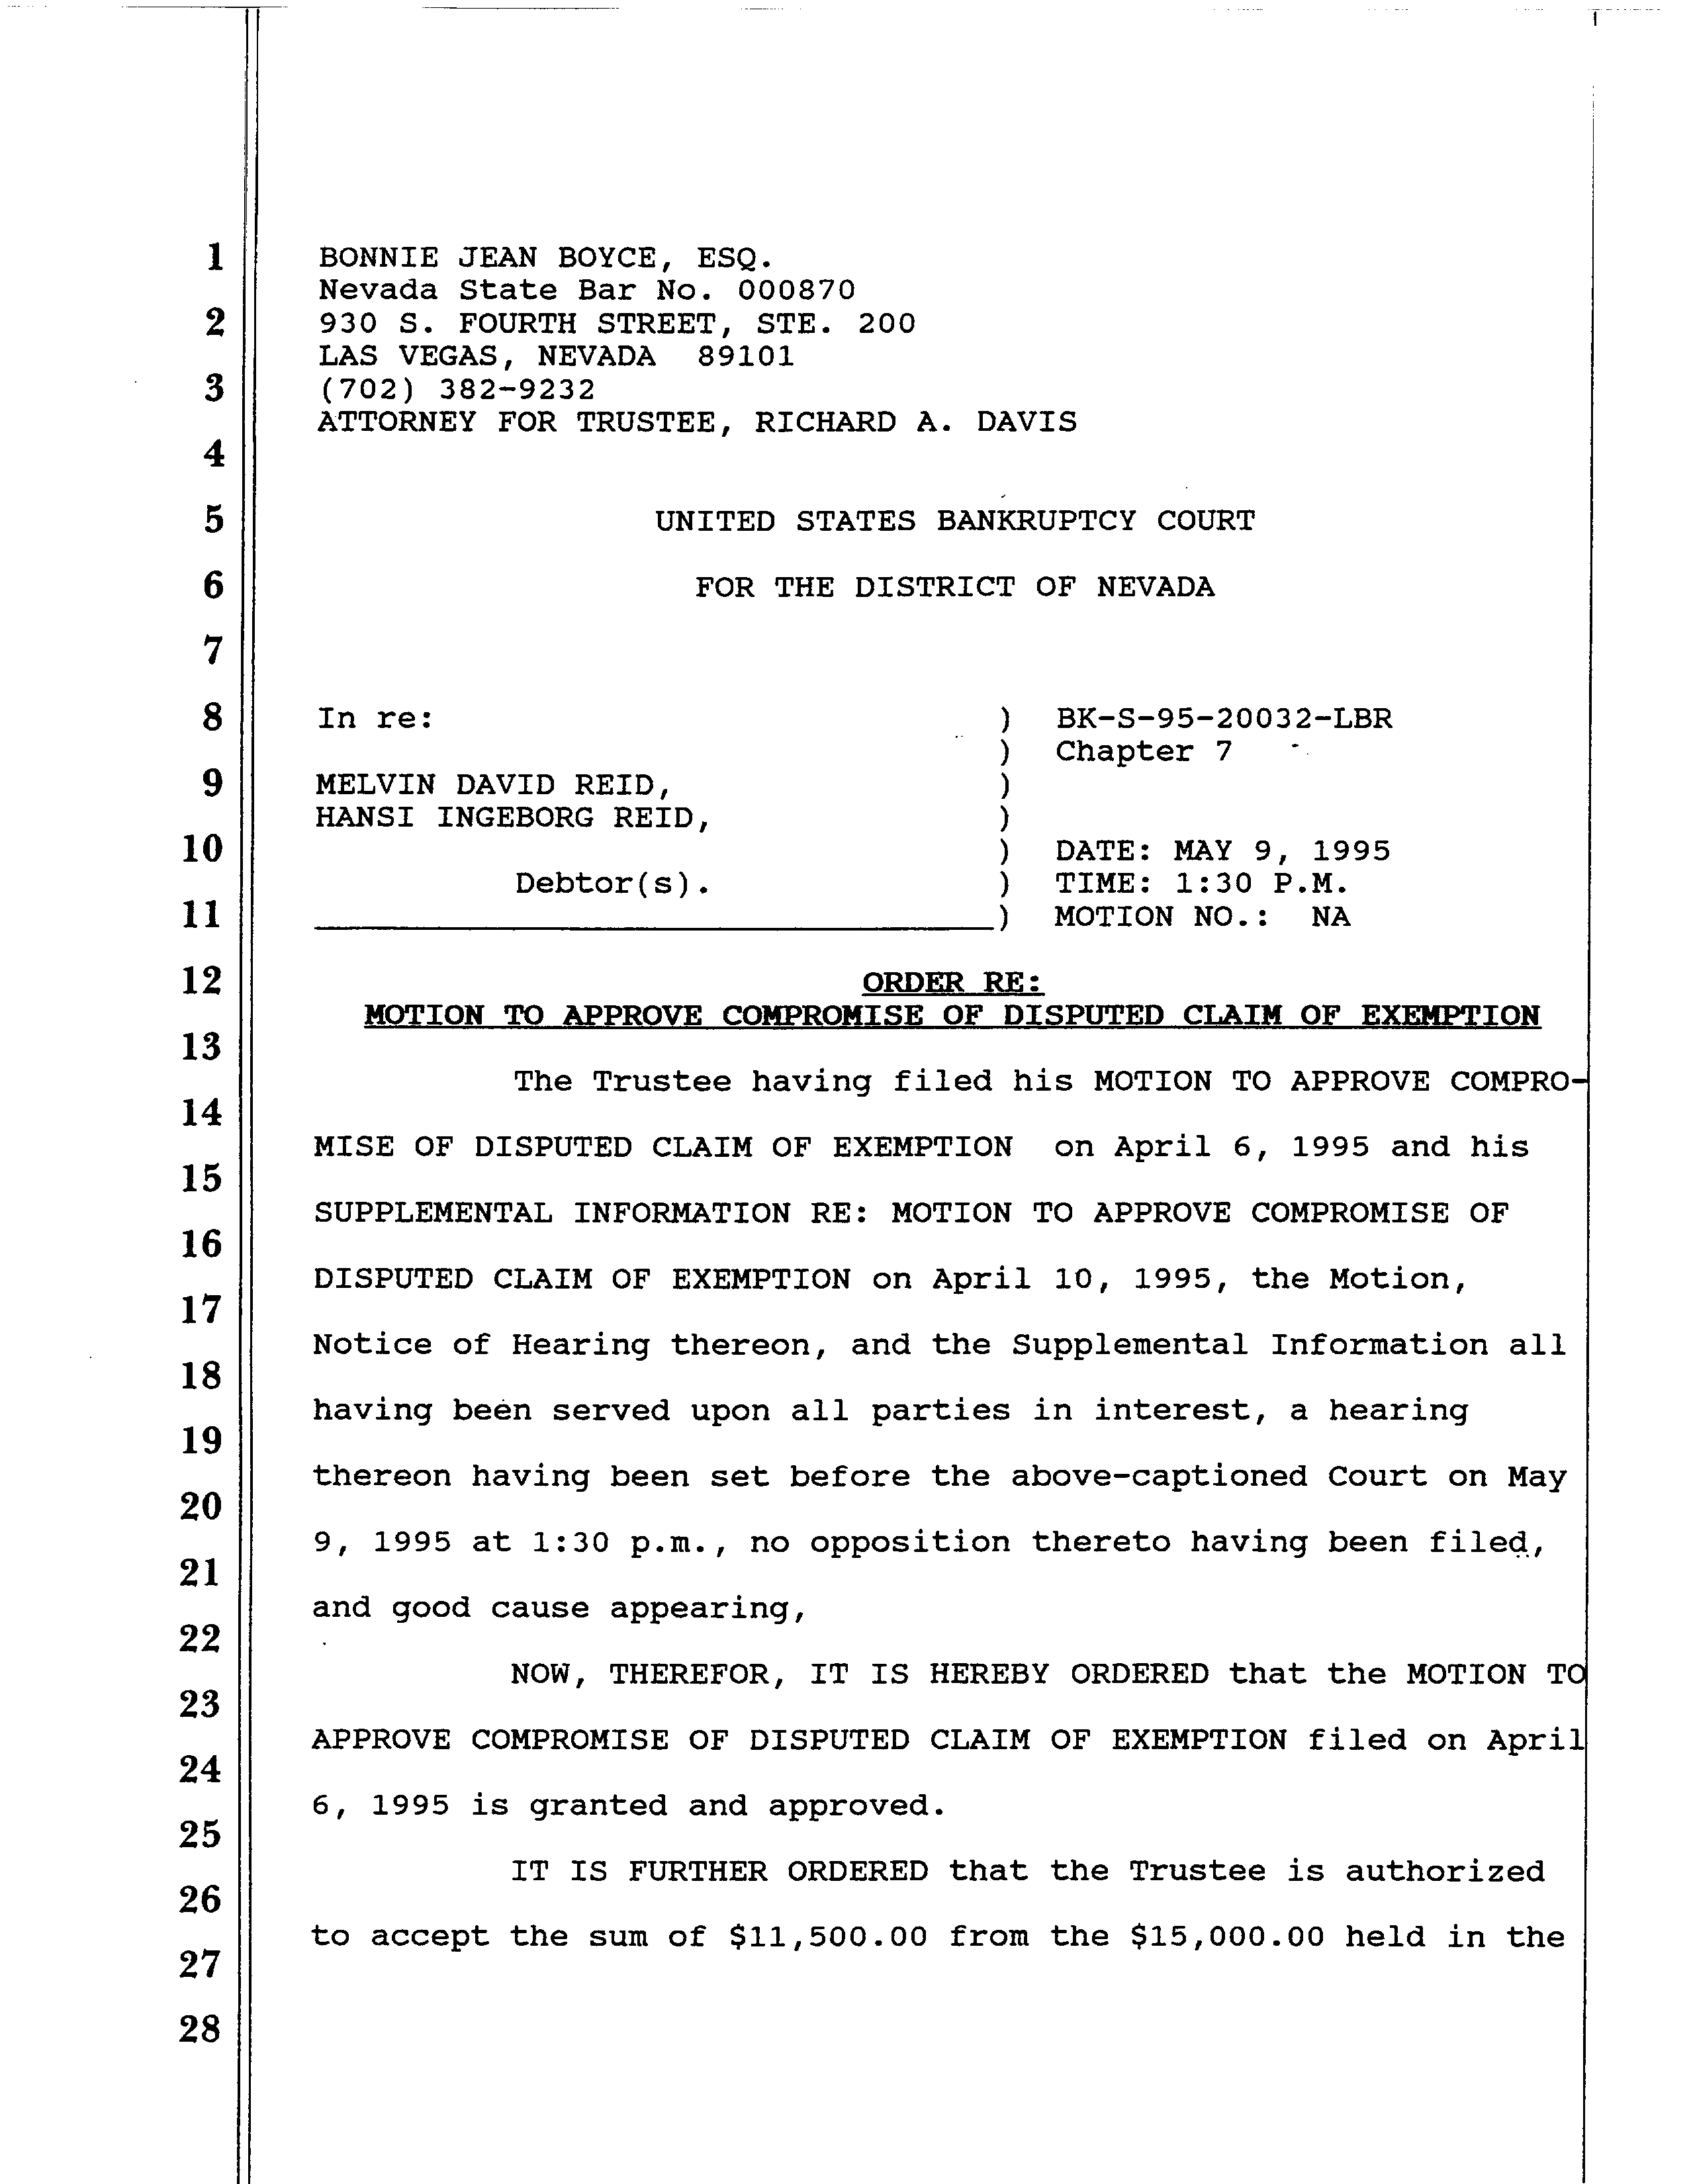 1 BONNIE JEAN BOYCE, ESQ.
Nevada State Bar No. 000870
2 930 S. FOURTH STREET, STE. 200
LAS VEGAS, NEVADA 89101
3 (702) 382-9232
ATTORNEY FOR TRUSTEE, RICHARD A. DAVIS
4
5 UNITED STATES BANKRUPTCY COURT
6 FOR THE DISTRICT OF NEVADA
7
8 In re: ) BK-S-95-20032-LBR
) Chapter 7
9 MELVIN DAVID REID, )
HANSI INGEBORG REID, )
10 ) DATE: MAY 9, 1995
Debtor(s). ) TIME: 1:30 P.M.
11 ) MOTION NO.: NA
12 ORDER RE:
MOTION TO APPROVE COMPROMISE OF DISPUTED CLAIM OF EXEMPTION
13
The Trustee having filed his MOTION TO APPROVE COMPRO-
14
MISE OF DISPUTED CLAIM OF EXEMPTION on April 6, 1995 and his
15
SUPPLEMENTAL INFORMATION RE: MOTION TO APPROVE COMPROMISE OF
16
DISPUTED CLAIM OF EXEMPTION on April 10, 1995, the Motion,
17
Notice of Hearing thereon, and the Supplemental Information all
18
having been served upon all parties in interest, a hearing
19
thereon having been set before the above-captioned Court on May
20
9, 1995 at 1:30 p.m., no opposition thereto having been filed,
21
and good cause appearing,
22
NOW, THEREFOR, IT IS HEREBY ORDERED that the MOTION TO
23
APPROVE COMPROMISE OF DISPUTED CLAIM OF EXEMPTION filed on April
24
6, 1995 is granted and approved.
25
IT IS FURTHER ORDERED that the Trustee is authorized
26
to accept the sum of $11,500.00 from the $15,000.00 held in the
27
28